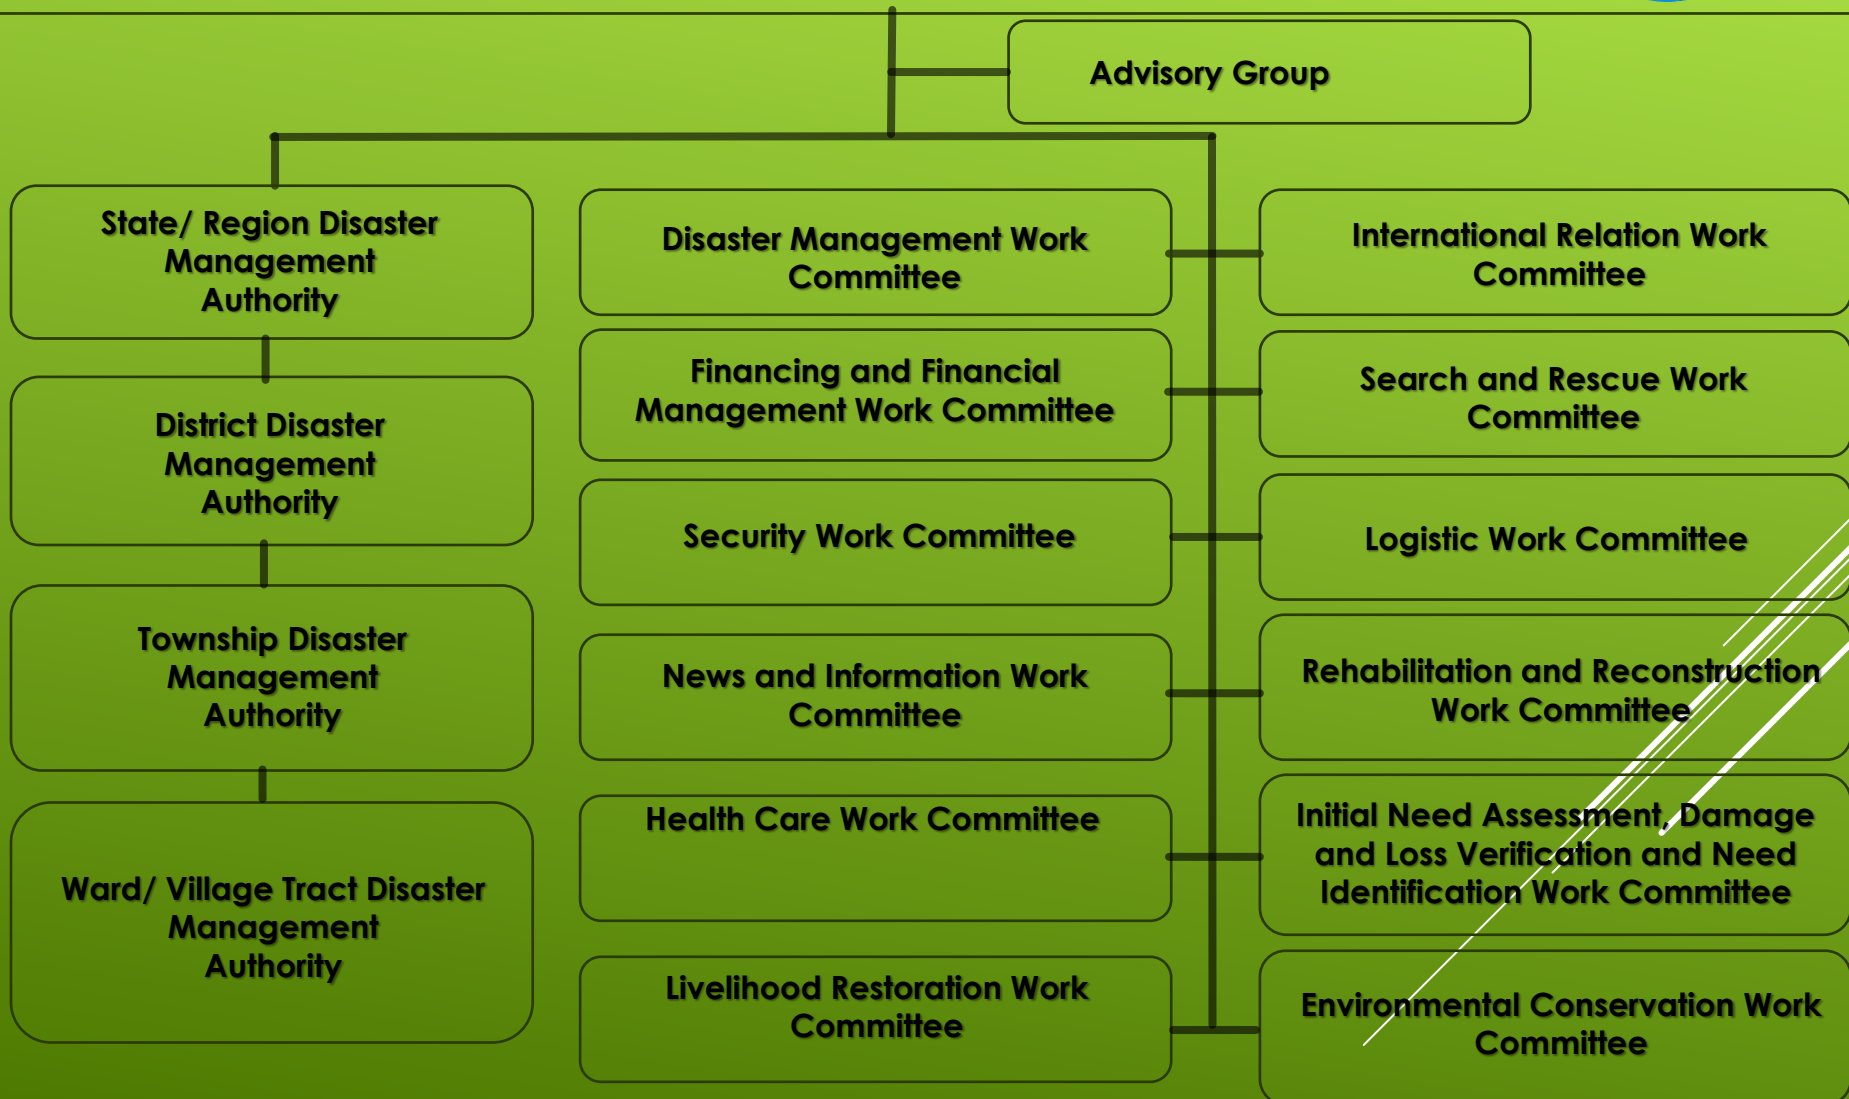 Advisory Group
State/ Region Disaster
Management
Authority
District Disaster
Management
Authority
Township Disaster
Management
Authority
Ward/ Village Tract Disaster
Management
Authority
Disaster Management Work
Committee
Financing and Financial
Management Work Committee
Security Work Committee
News and Information Work
Committee
Health Care Work Committee
Livelihood Restoration Work
Committee
International Relation Work
Committee
Search and Rescue Work
Committee
Logistic Work Committee
Rehabilitation and Reconstruction
Work Committee
Initial Need Assessment, Damage
and Loss Verification and Need
Identification Work Committee
Environmental Conservation Work
Committee